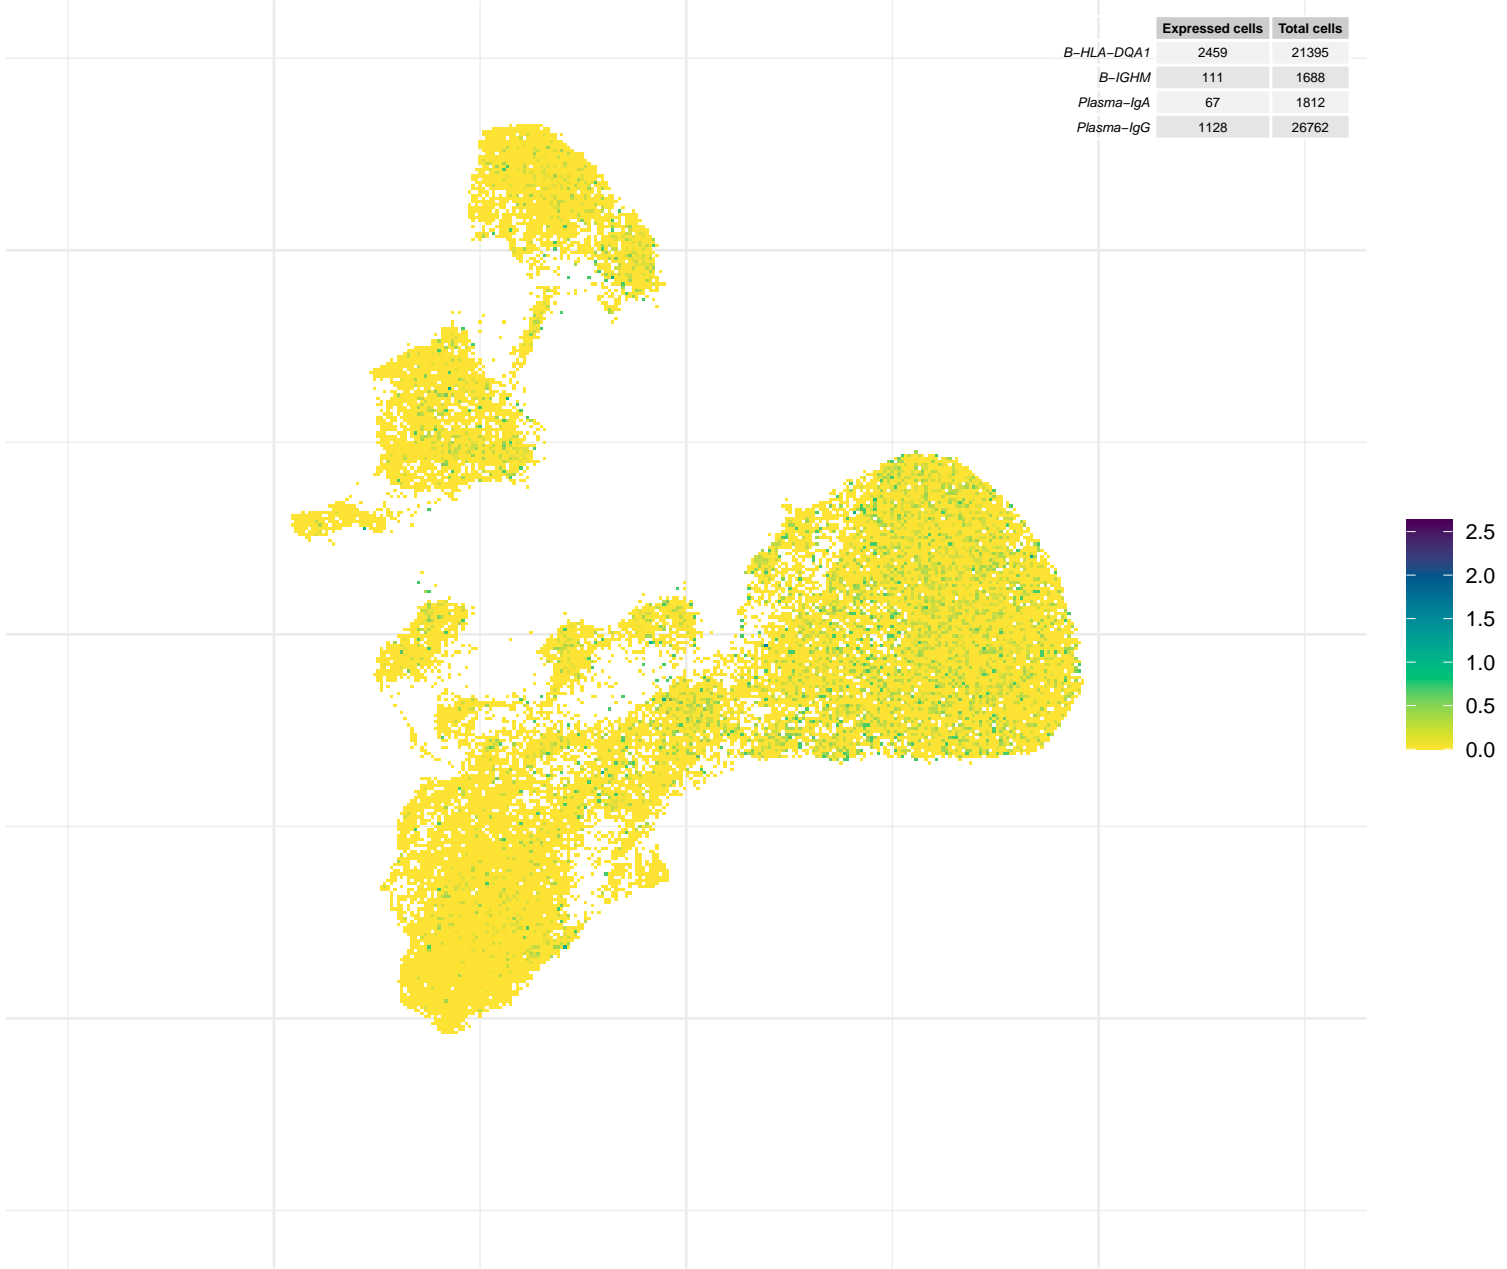 Expressed cells Total cells
B−HLA−DQA1 2459 21395
B−IGHM 111 1688
Plasma−IgA 67 1812
Plasma−IgG 1128 26762
2.5
2.0
1.5
1.0
0.5
0.0